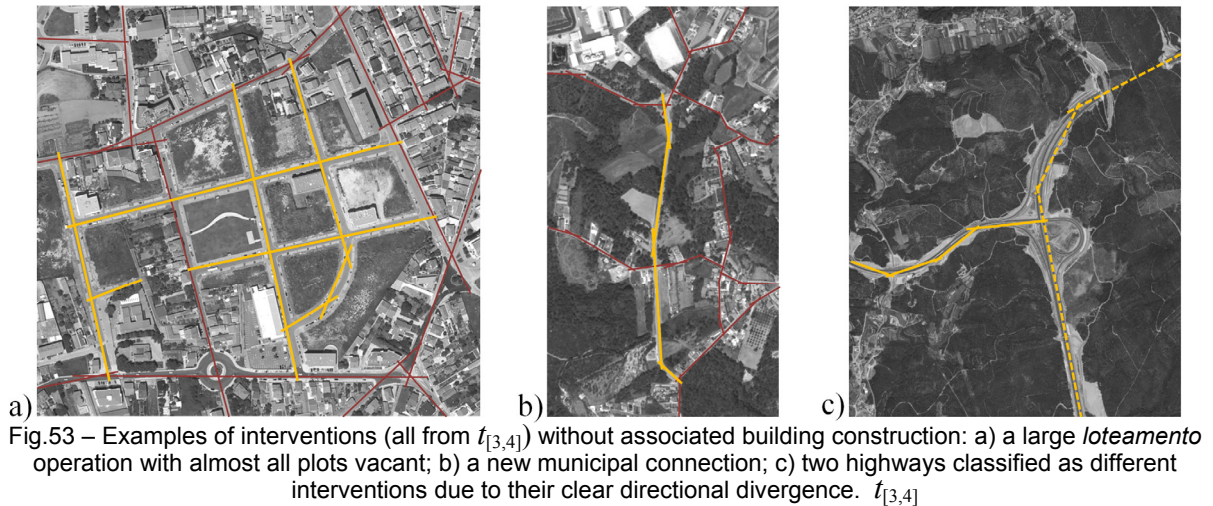 a) b) c)
Fig.53 – Examples of interventions (all from t[3,4]) without associated building construction: a) a large loteamento
operation with almost all plots vacant; b) a new municipal connection; c) two highways classified as different
interventions due to their clear directional divergence. t[3,4]